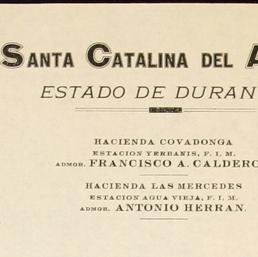 SANTA CATALINA DEL
ESTADO DE DURAN
HACIENDA COVADONGA
ESTACION YERBANIS, F. I. M.
ADMOR. FRANCISCO A. CALDERO
HACIENDA LAS MERCEDES
ESTACION AGUA VIEJA, F. I. M.
ADMOR. ANTONIO HERRAN.